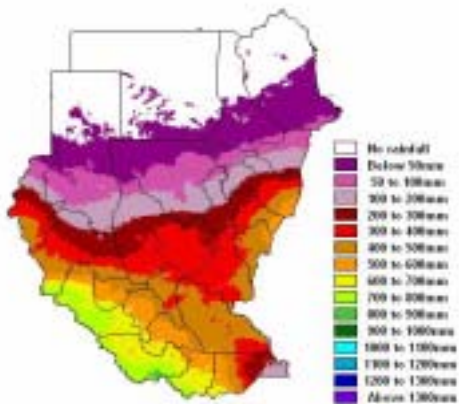 No rainfall
Below 50mm
50 to 100mm
100 to 200mm
200 to 300mm
300 to 400mm
400 to 500mm
500 to 600mm
600 to 700mm
700 to 800mm
800 to 900mm
900 to 1000mm
1000 to 1100mm
1100 to 1200mm
1200 to 1300mm
Above 1300mm